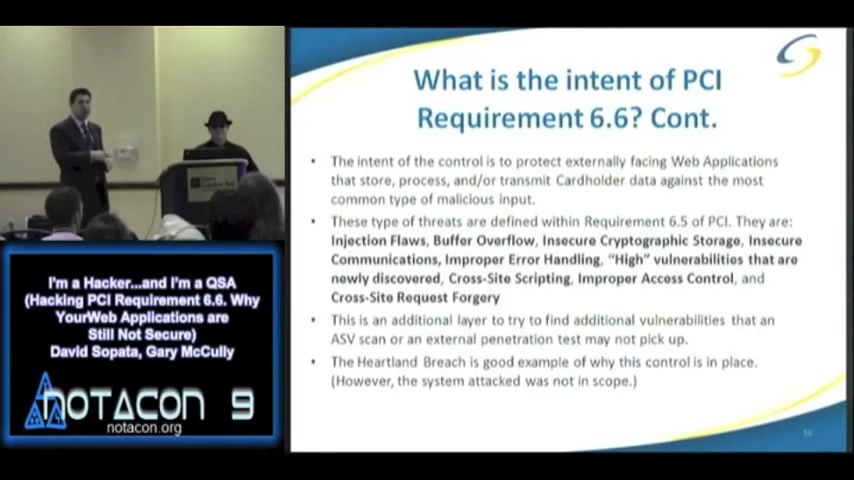 What is the intent of PCI
Requirement 6.6? Cont.
• The intent of the control is to protect externally facing Web Applications
that store, process, and/or transmit Cardholder data against the most
common type of malicious input.
• These type of threats are defined within Requirement 6.5 of PCI. They are:
Injection Flaws, Buffer Overflow, Insecure Cryptographic Storage, Insecure
Communications, Improper Error Handling, “High” vulnerabilities that are
newly discovered, Cross-Site Scripting, Improper Access Control, and
Cross-Site Request Forgery
• This is an additional layer to try to find additional vulnerabilities that an
ASV scan or an external penetration test may not pick up.
• The Heartland Breach is good example of why this control is in place.
(However, the system attacked was not in scope.)
18
I'm a Hacker...and I'm a QSA
(Hacking PCI Requirement 6.6. Why
YourWeb Applications are
Still Not Secure)
David Sopata, Gary McCully
NOTACON 9
notacon.org